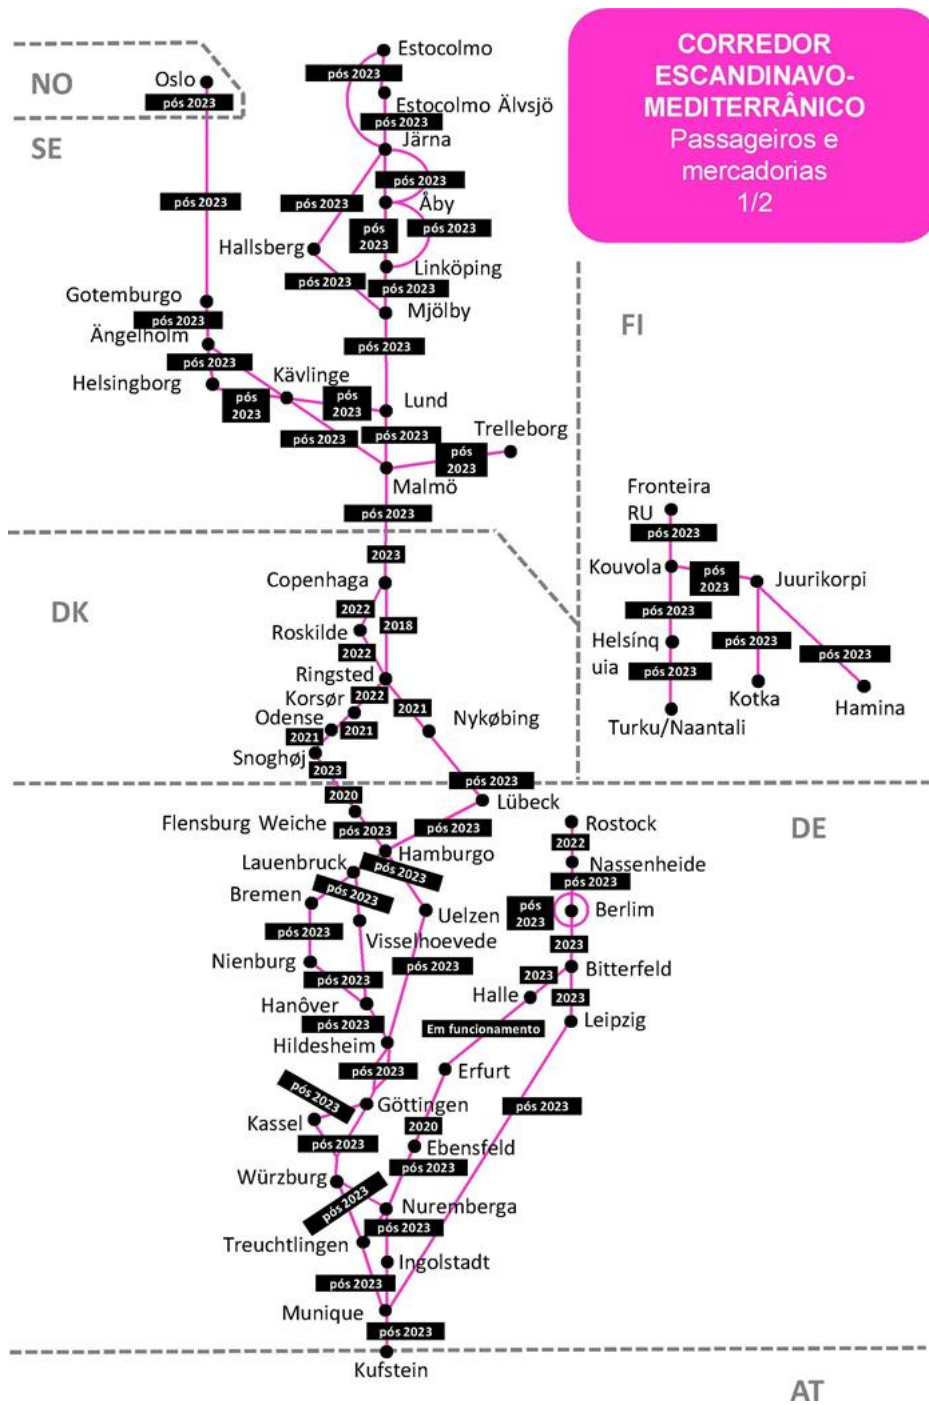 CORREDOR
ESCANDINAVO-
MEDITERRÂNICO
Passageiros e
mercadorias
1/2
NO
Oslo
pós 2023
SE
pós 2023
Gotemburgo
pós 2023
Ängelholm
pós 2023
Helsingborg
pós
2023
Kävlinge
pós
2023
pós 2023
Estocolmo
pós 2023
Estocolmo Älvsjö
pós 2023
Järna
pós 2023
pós 2023
Åby
pós
2023
pós 2023
Hallsberg
Linköping
pós 2023
pós 2023
Mjölby
pós 2023
Lund
pós 2023
Trelleborg
pós
2023
Malmö
pós 2023
FI
Fronteira
RU
pós 2023
Kouvola
pós
2023
Juurikorpi
pós 2023
Helsínq
uia
pós 2023
pós 2023
pós 2023
Kotka
Hamina
Turku/Naantali
DK
2023
Copenhaga
2022
2018
Roskilde
2022
Ringsted
2022
Korsør
2021
Odense
2021
2021
Nykøbing
Snoghøj
2023
pós 2023
DE
2020
Lübeck
Flensburg Weiche
pós 2023
pós 2023
Hamburgo
pós 2023
Lauenbruck
pós 2023
Bremen
Uelzen
pós 2023
Visselhoevede
Nienburg
pós 2023
pós 2023
Hanôver
pós 2023
Hildesheim
pós 2023
pós 2023
Göttingen
Kassel
pós 2023
Würzburg
pós 2023
Rostock
2022
Nassenheide
pós 2023
pós
2023
Berlim
2023
Bitterfeld
2023
2023
Halle
Leipzig
Em funcionamento
Erfurt
pós 2023
2020
Ebensfeld
pós 2023
Nuremberga
pós 2023
Treuchtlingen
Ingolstadt
pós 2023
Munique
pós 2023
Kufstein
AT